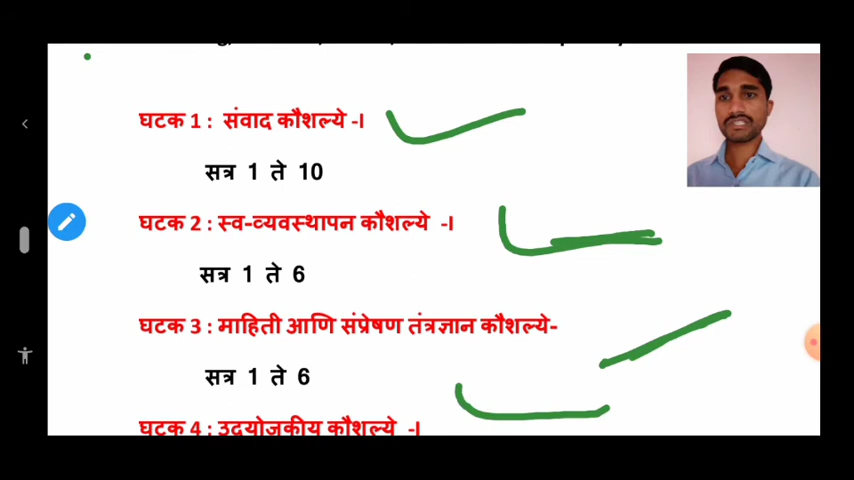 घटक 1 : संवाद कौशल्ये -I
सत्र 1 ते 10
घटक 2 : स्व-व्यवस्थापन कौशल्ये -I
सत्र 1 ते 6
घटक 3 : माहिती आणि संप्रेषण तंत्रज्ञान कौशल्ये-
सत्र 1 ते 6
घटक 4 : उदयोजकीय कौशल्ये -I